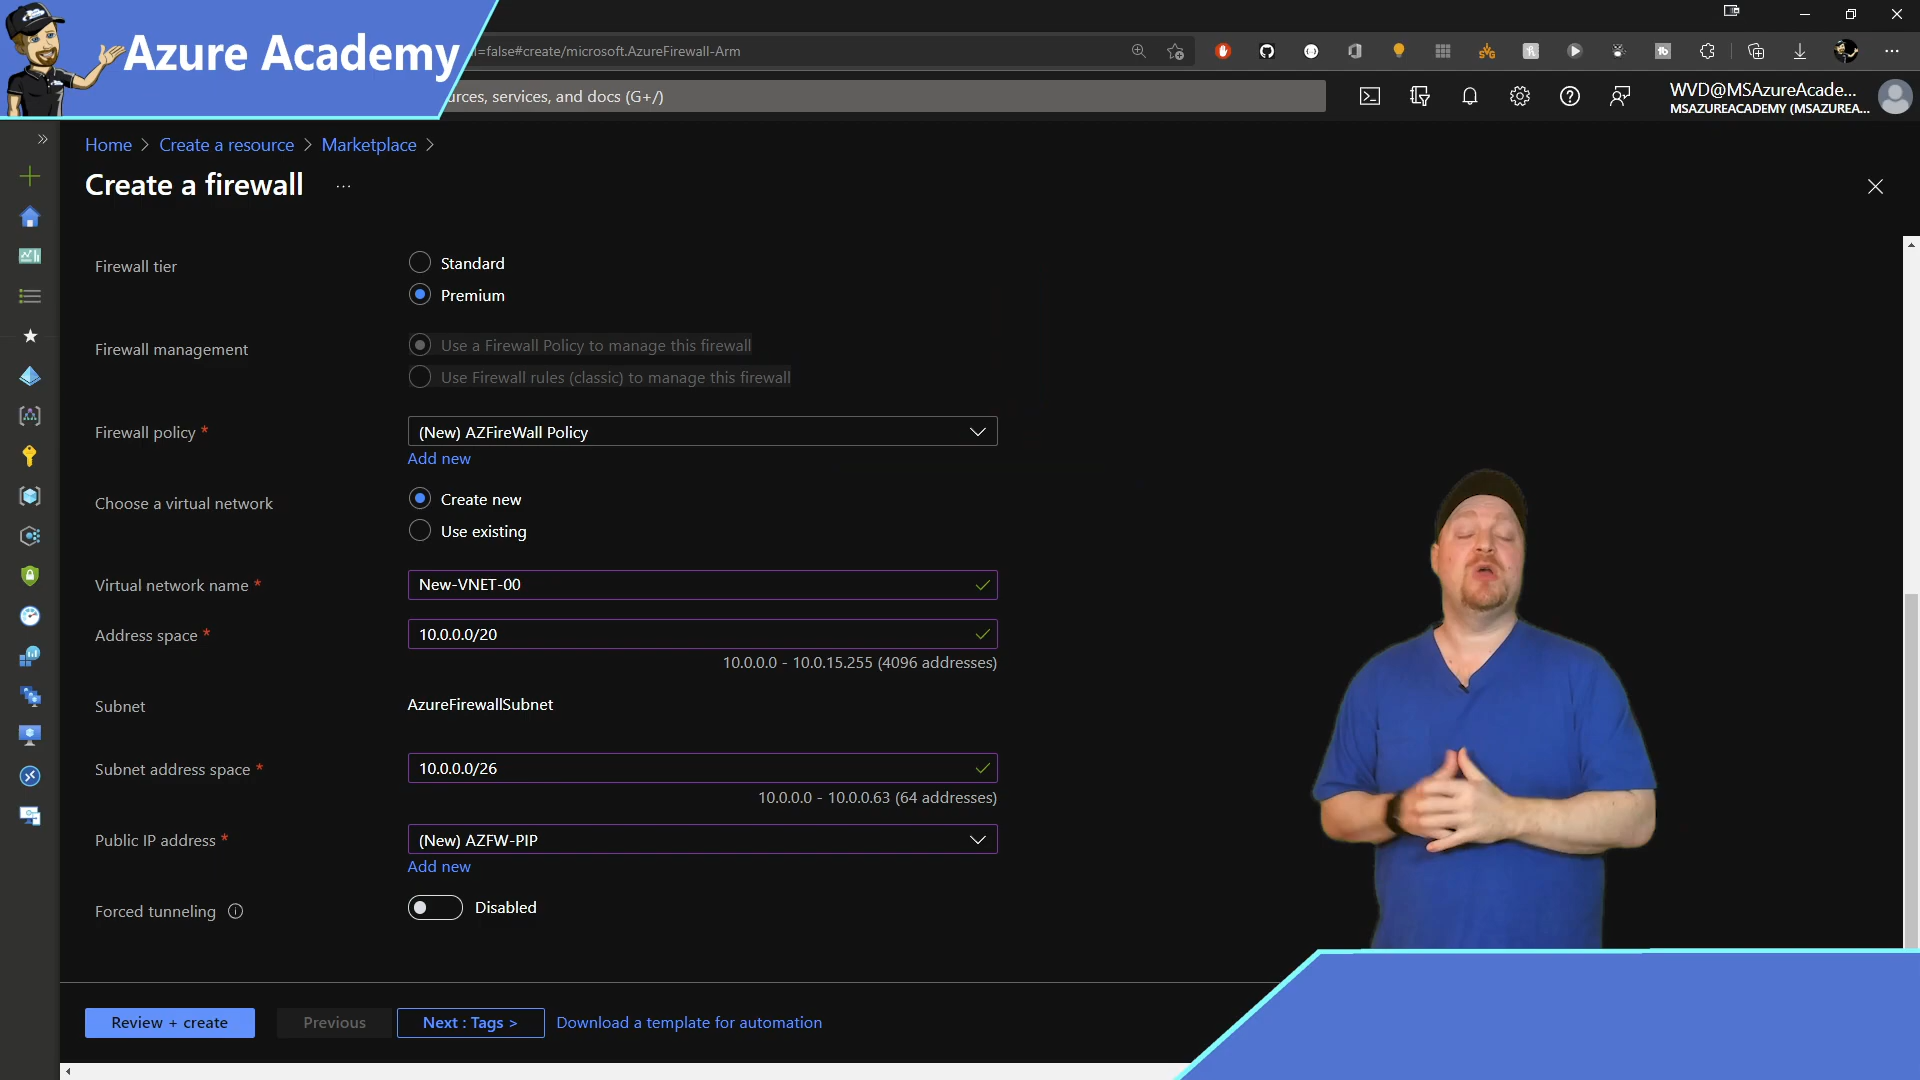 Azure Academy
=false#create/microsoft.AzureFirewall-Arm
urces, services, and docs (G+/)
WVD@MSAzureAcade...
MSAZUREACADEMY (MSAZUREA...
Home > Create a resource > Marketplace >
Create a firewall ...
Firewall tier
Standard
Premium
Firewall management
Use a Firewall Policy to manage this firewall
Use Firewall rules (classic) to manage this firewall
Firewall policy *
(New) AZFireWall Policy
Add new
Choose a virtual network
Create new
Use existing
Virtual network name *
New-VNET-00
Address space *
10.0.0.0/20
10.0.0.0 - 10.0.15.255 (4096 addresses)
Subnet
AzureFirewallSubnet
Subnet address space *
10.0.0.0/26
10.0.0.0 - 10.0.0.63 (64 addresses)
Public IP address *
(New) AZFW-PIP
Add new
Forced tunneling
Disabled
Review + create
Previous
Next : Tags >
Download a template for automation